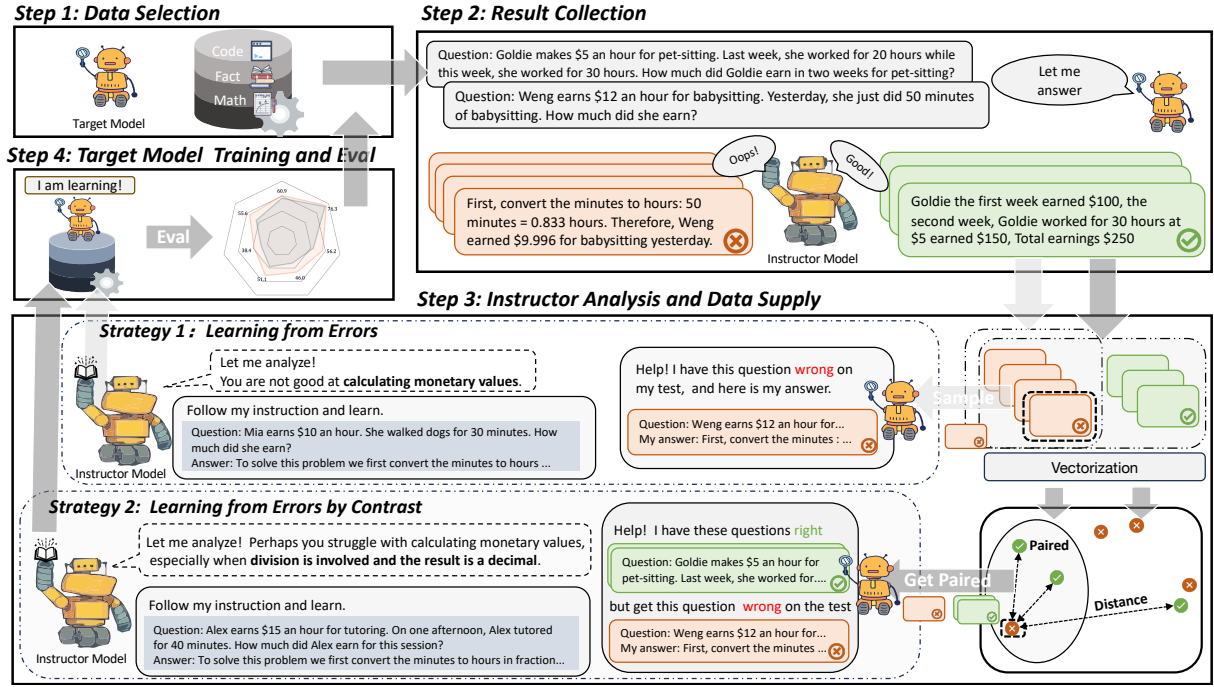 Step 1: Data Selection
Code
Fact
Math
Target Model
Step 2: Result Collection
Question: Goldie makes $5 an hour for pet-sitting. Last week, she worked for 20 hours while
this week, she worked for 30 hours. How much did Goldie earn in two weeks for pet-sitting?
Question: Weng earns $12 an hour for babysitting. Yesterday, she just did 50 minutes
of babysitting. How much did she earn?
Let me
answer
Oops!
Good!
First, convert the minutes to hours: 50
minutes = 0.833 hours. Therefore, Weng
earned $9.996 for babysitting yesterday.
Instructor Model
Goldie the first week earned $100, the
second week, Goldie worked for 30 hours at
$5 earned $150, Total earnings $250
Step 4: Target Model Training and Eval
I am learning!
Eval
60.9
76.3
56.2
46.0
51.1
38.4
55.6
Step 3: Instructor Analysis and Data Supply
Strategy 1: Learning from Errors
Let me analyze!
You are not good at calculating monetary values.
Follow my instruction and learn.
Question: Mia earns $10 an hour. She walked dogs for 30 minutes. How
much did she earn?
Answer: To solve this problem we first convert the minutes to hours ...
Instructor Model
Help! I have this question wrong on
my test, and here is my answer.
Question: Weng earns $12 an hour for...
My answer: First, convert the minutes : ...
Sample
Vectorization
Strategy 2: Learning from Errors by Contrast
Let me analyze! Perhaps you struggle with calculating monetary values,
especially when division is involved and the result is a decimal.
Follow my instruction and learn.
Question: Alex earns $15 an hour for tutoring. On one afternoon, Alex tutored
for 40 minutes. How much did Alex earn for this session?
Answer: To solve this problem we first convert the minutes to hours in fraction...
Instructor Model
Help! I have these questions right
Question: Goldie makes $5 an hour for
pet-sitting. Last week, she worked for....
but get this question wrong on the test
Question: Weng earns $12 an hour for...
My answer: First, convert the minutes ...
Get Paired
Paired
Distance